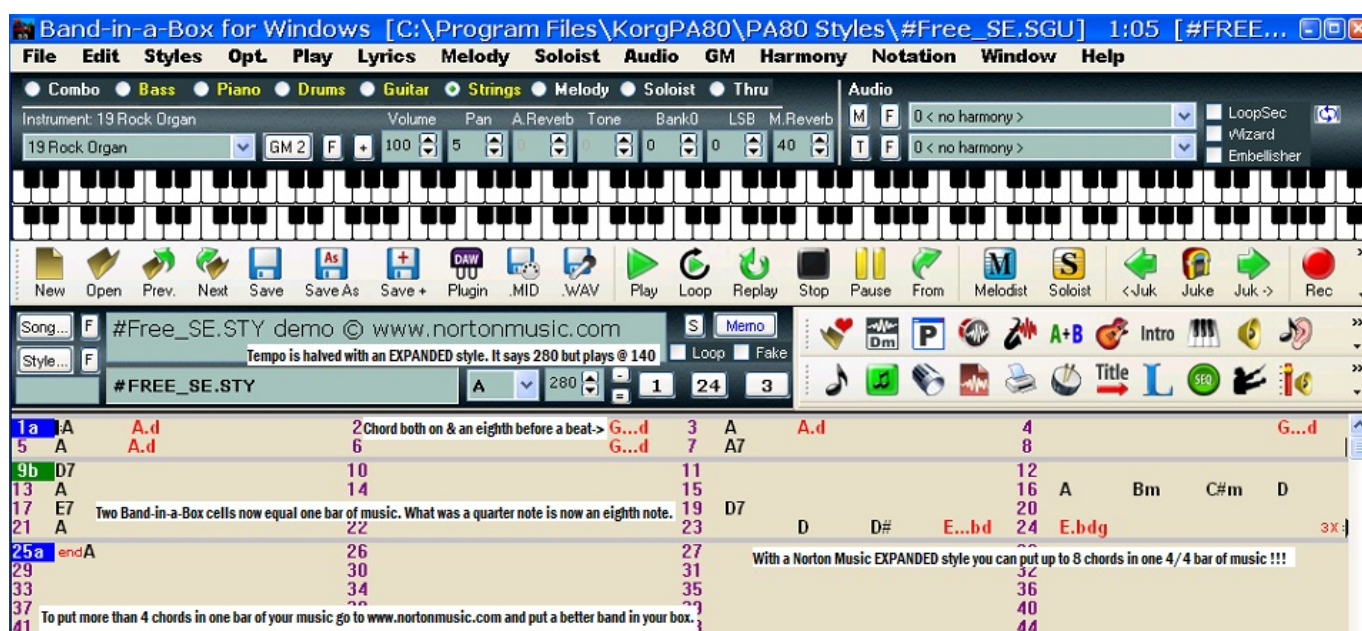 Band-in-a-Box for Windows [C:\Program Files\KorgPA80\PA80 Styles\#Free_SE.SGU] 1:05 [#FREE...
File Edit Styles Opt. Play Lyrics Melody Soloist Audio GM Harmony Notation Window Help
Combo Bass Piano Drums Guitar Strings Melody Soloist Thru Audio
Instrument: 19 Rock Organ Volume Pan A.Reverb Tone Bank0 LSB M.Reverb M F 0 < no harmony > LoopSec
Wizard
19 Rock Organ GM 2 F + 100 5 0 0 0 0 40 T F 0 < no harmony > Embellisher
DAW As + M S
New Open Prev. Next Save Save As Save + Plugin .MID .WAV Play Loop Replay Stop Pause From Melodist Soloist <-Juk Juke Juk -> Rec
Song... F #Free_SE.STY demo © www.nortonmusic.com S Memo Dm P A+B Intro
Style... F Tempo is halved with an EXPANDED style. It says 280 but plays @ 140 Loop Fake
#FREE_SE.STY A 280 - = 1 24 3 Title L SEQ
1a A A.d 2 Chord both on & an eighth before a beat-> G...d 3 A A.d 4 G...d
5 A A.d 6 G...d 7 A7 8
9b D7 10 11 12
13 A 14 15 16 A Bm C#m D
17 E7 Two Band-in-a-Box cells now equal one bar of music. What was a quarter note is now an eighth note. 19 D7 20
21 A 22 23 D D# E...bd 24 E.bdg 3X:
25a end A 26 27 With a Norton Music EXPANDED style you can put up to 8 chords in one 4/4 bar of music !!!
29 30 31 32
33 34 35 36
37 To put more than 4 chords in one bar of your music go to www.nortonmusic.com and put a better band in your box. 40
41 44